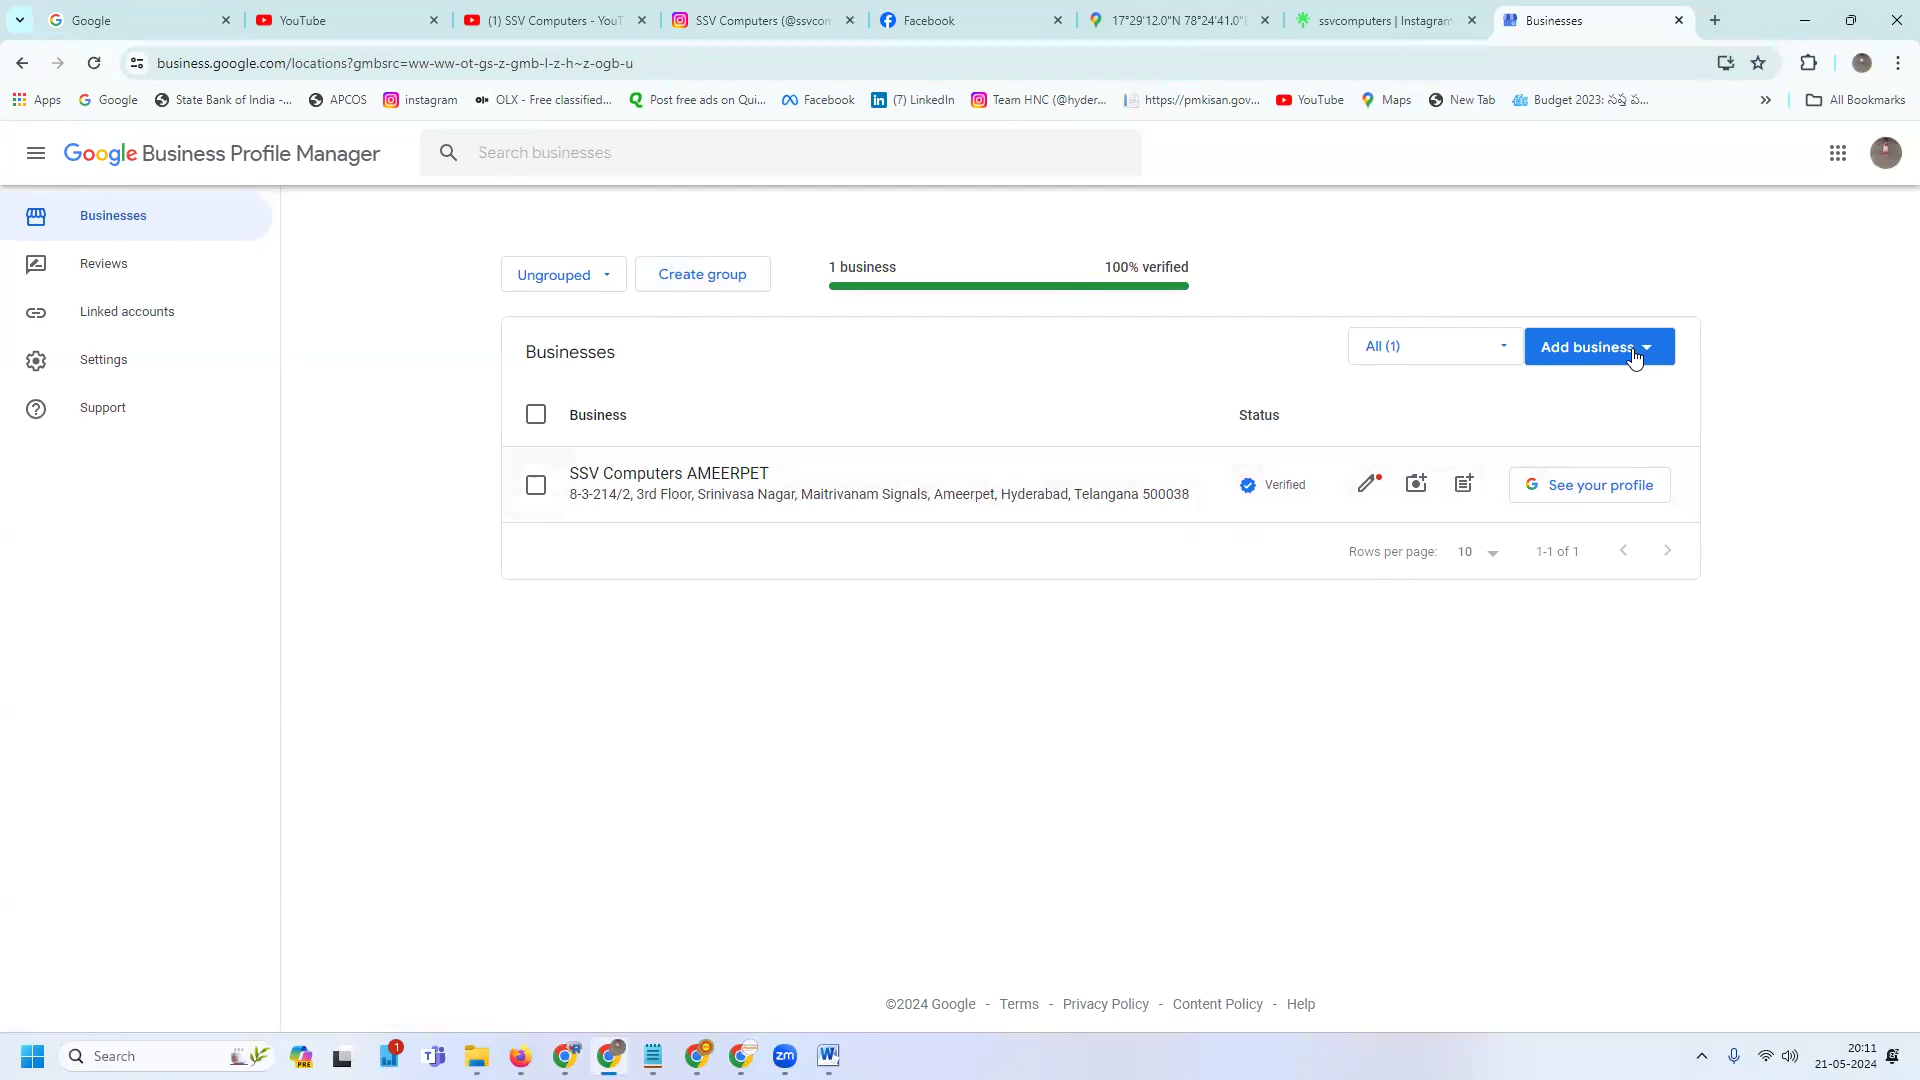 Google
YouTube
(1) SSV Computers - YouT
SSV Computers (@ssvcon
Facebook
17°29'12.0"N 78°24'41.0"E
ssvcomputers | Instagram
Businesses
business.google.com/locations?gmbsrc=ww-ww-ot-gs-z-gmb-l-z-h~z-ogb-u
Apps
Google
State Bank of India -...
APCOS
instagram
OLX - Free classified...
Post free ads on Qui...
Facebook
(7) LinkedIn
Team HNC (@hyder...
https://pmkisan.gov...
YouTube
Maps
New Tab
Budget 2023: నష్ట ప...
All Bookmarks
Google Business Profile Manager
Search businesses
Businesses
Reviews
Linked accounts
Settings
Support
Ungrouped
Create group
1 business
100% verified
Businesses
All (1)
Add business
Business
Status
SSV Computers AMEERPET
8-3-214/2, 3rd Floor, Srinivasa Nagar, Maitrivanam Signals, Ameerpet, Hyderabad, Telangana 500038
Verified
See your profile
Rows per page:
10
1-1 of 1
©2024 Google - Terms - Privacy Policy - Content Policy - Help
Search
PRE
1
zm
20:11
21-05-2024